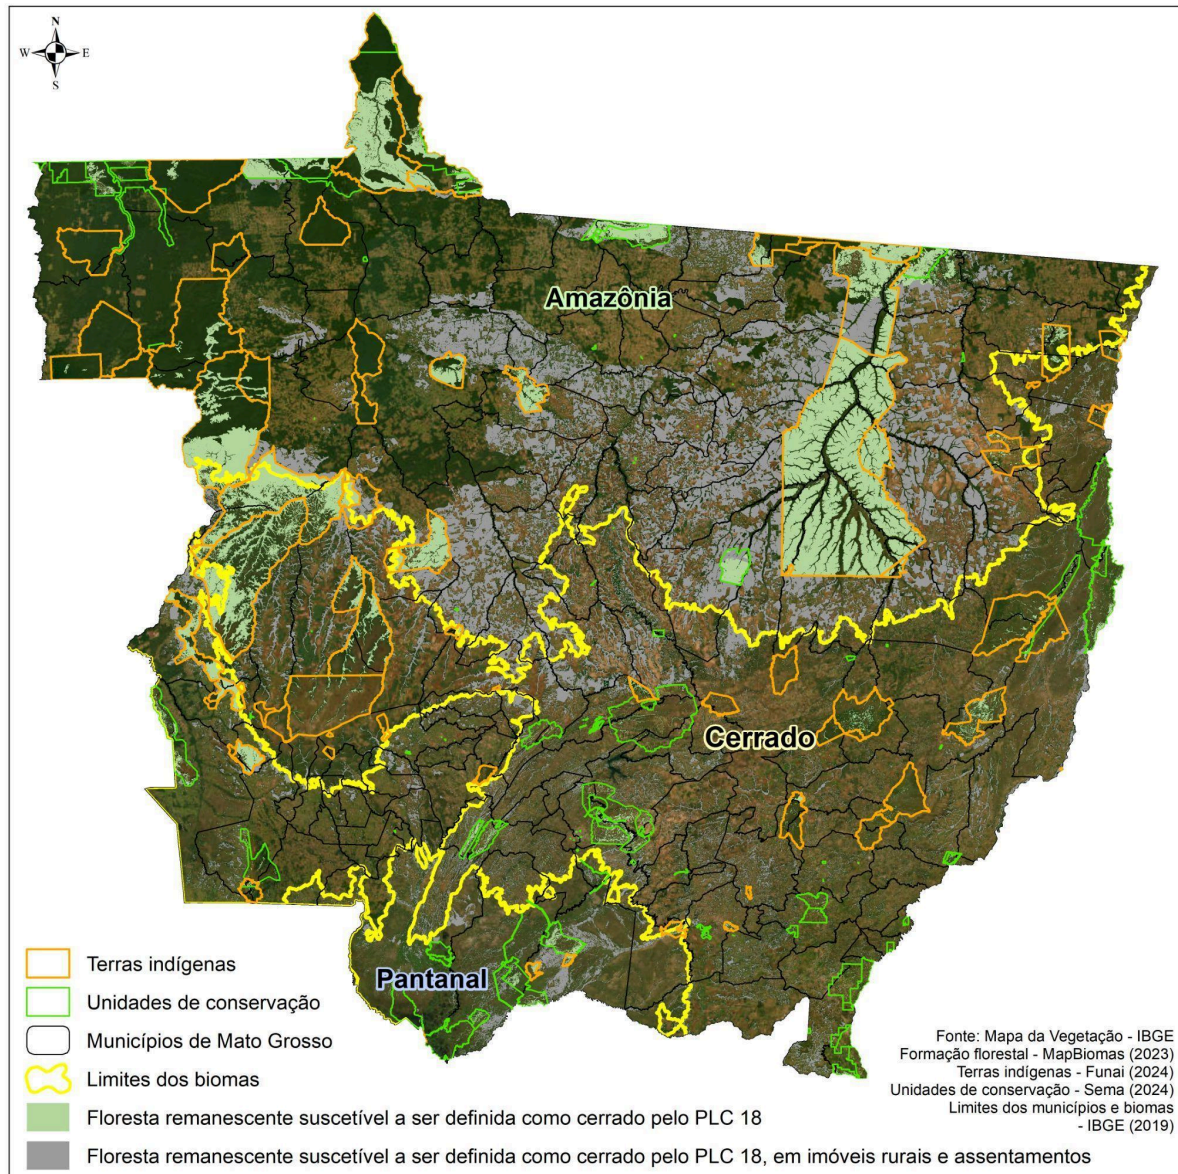 N
W E
S
Amazônia
Cerrado
Pantanal
Terras indígenas
Unidades de conservação
Municípios de Mato Grosso
Limites dos biomas
Floresta remanescente suscetível a ser definida como cerrado pelo PLC 18
Floresta remanescente suscetível a ser definida como cerrado pelo PLC 18, em imóveis rurais e assentamentos
Fonte: Mapa da Vegetação - IBGE
Formação florestal - MapBiomas (2023)
Terras indígenas - Funai (2024)
Unidades de conservação - Sema (2024)
Limites dos municípios e biomas
- IBGE (2019)